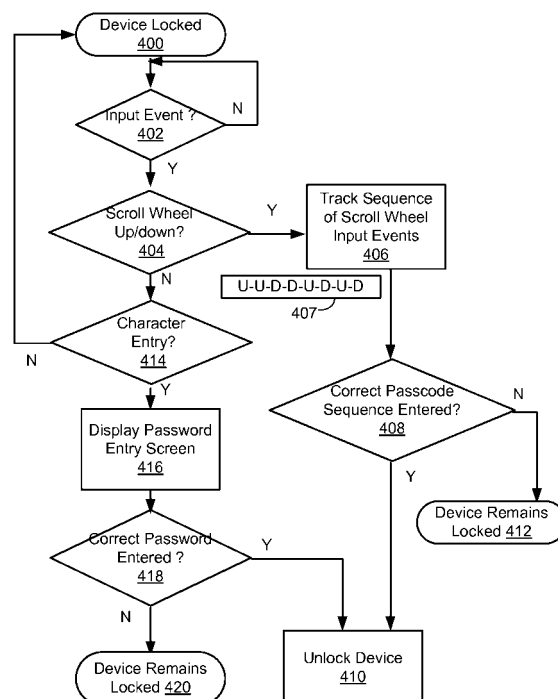 Device Locked
400
Input Event ?
402
N
Y
Scroll Wheel
Up/down?
404
Y
N
Track Sequence
of Scroll Wheel
Input Events
406
U-U-D-D-U-D-U-D
407
Character
Entry?
414
N
Y
Correct Passcode
Sequence Entered?
408
N
Y
Display Password
Entry Screen
416
Device Remains
Locked 412
Correct Password
Entered ?
418
Y
N
Device Remains
Locked 420
Unlock Device
410